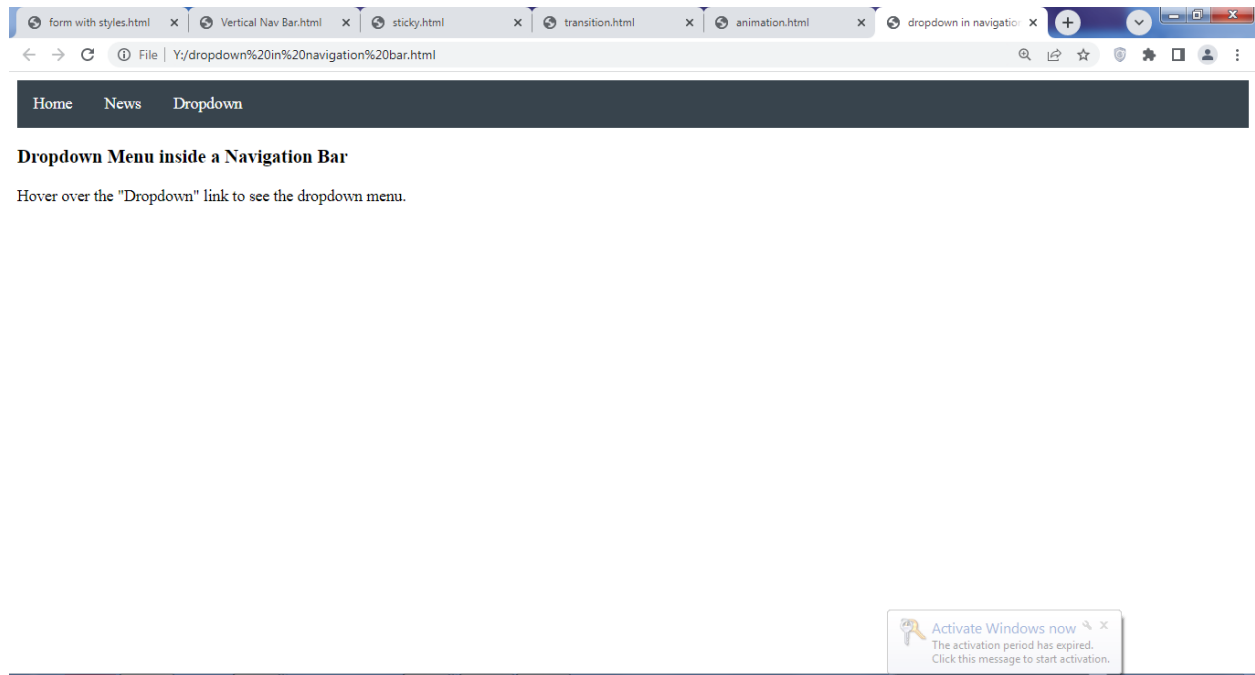 form with styles.html
Vertical Nav Bar.html
sticky.html
transition.html
animation.html
dropdown in navigation
File | Y:/dropdown%20in%20navigation%20bar.html
Home News Dropdown
Dropdown Menu inside a Navigation Bar
Hover over the "Dropdown" link to see the dropdown menu.
Activate Windows now
The activation period has expired.
Click this message to start activation.